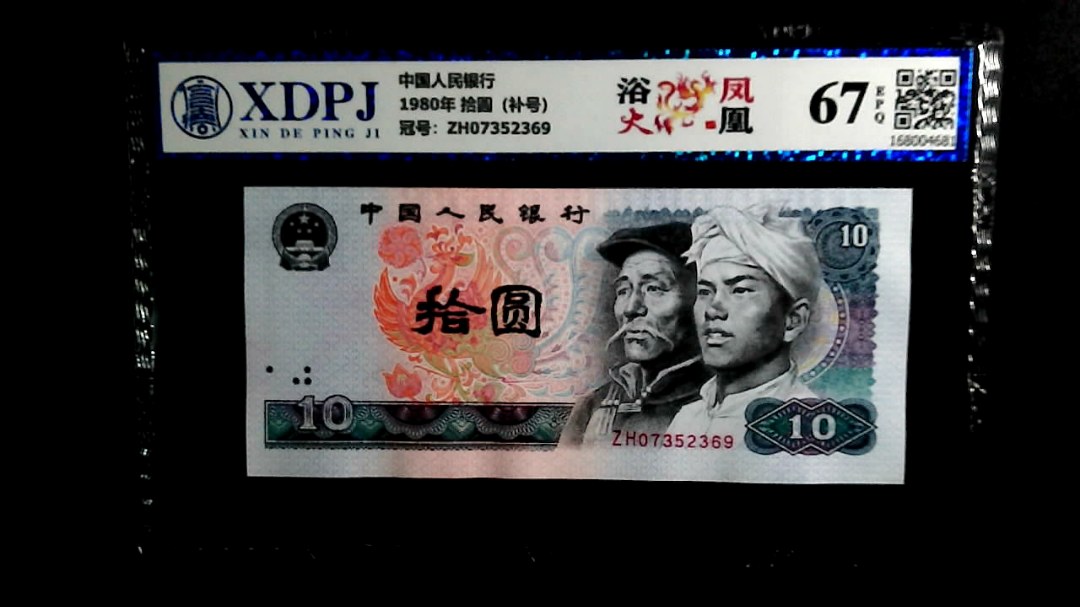 XDPJ
XIN DE PING JI
中国人民银行
1980年 拾圆（补号）
冠号：ZH07352369
浴火凤凰
67
EPQ
168004681
中国人民银行
10
拾圆
10
ZH07352369
10